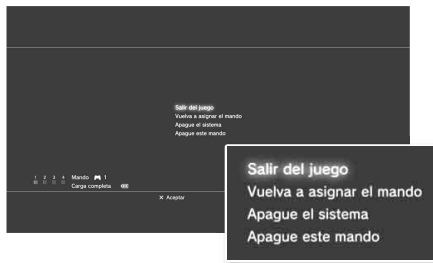 Salir del juego
Vuelva a asignar el mando
Apague el sistema
Apague este mando
1 2 3 4 Mando 1
Carga completa
✕ Aceptar
Salir del juego
Vuelva a asignar el mando
Apague el sistema
Apague este mando